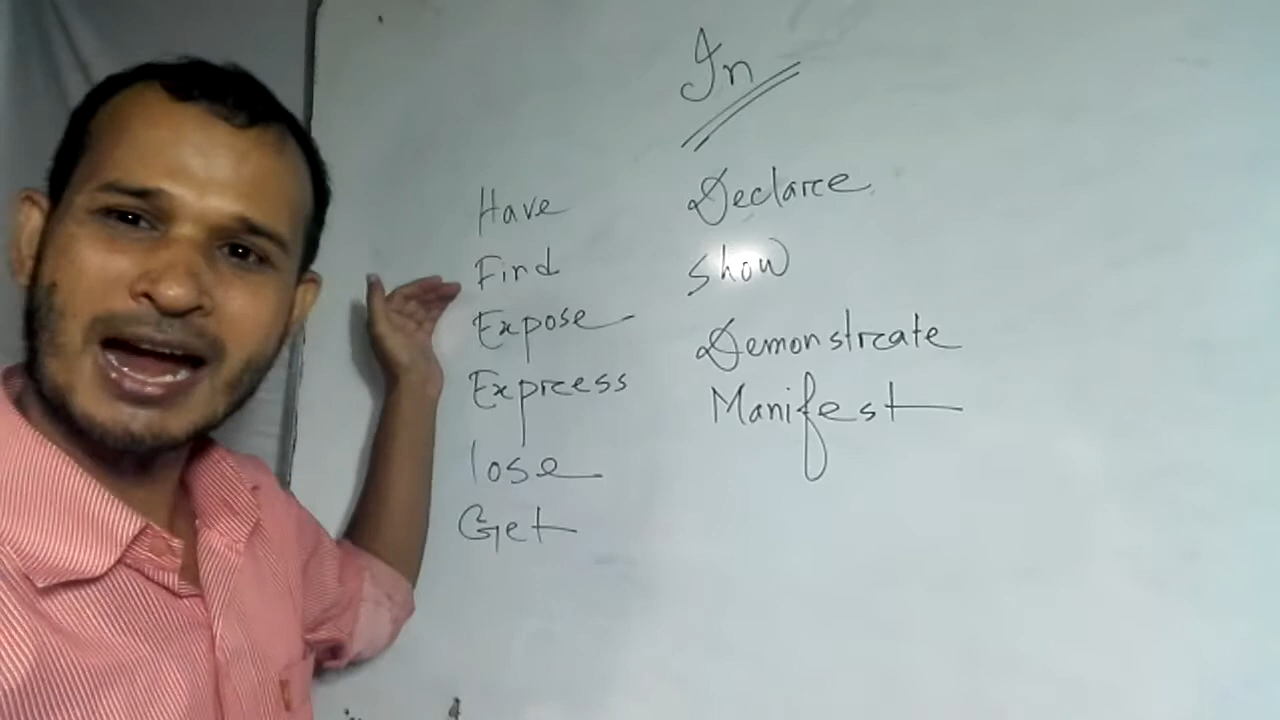 In
Have
Find
Expose
Express
lose
Get
Declare
Show
Demonstrate
Manifest